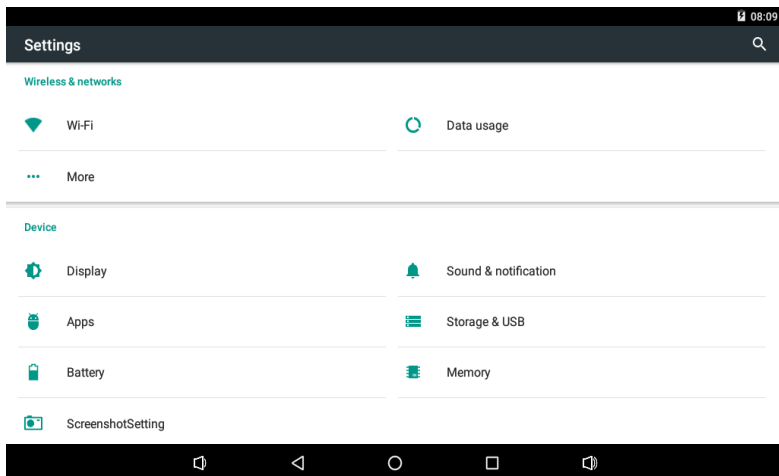 08:09
Settings
Wireless & networks
Wi-Fi
Data usage
More
Device
Display
Sound & notification
Apps
Storage & USB
Battery
Memory
ScreenshotSetting